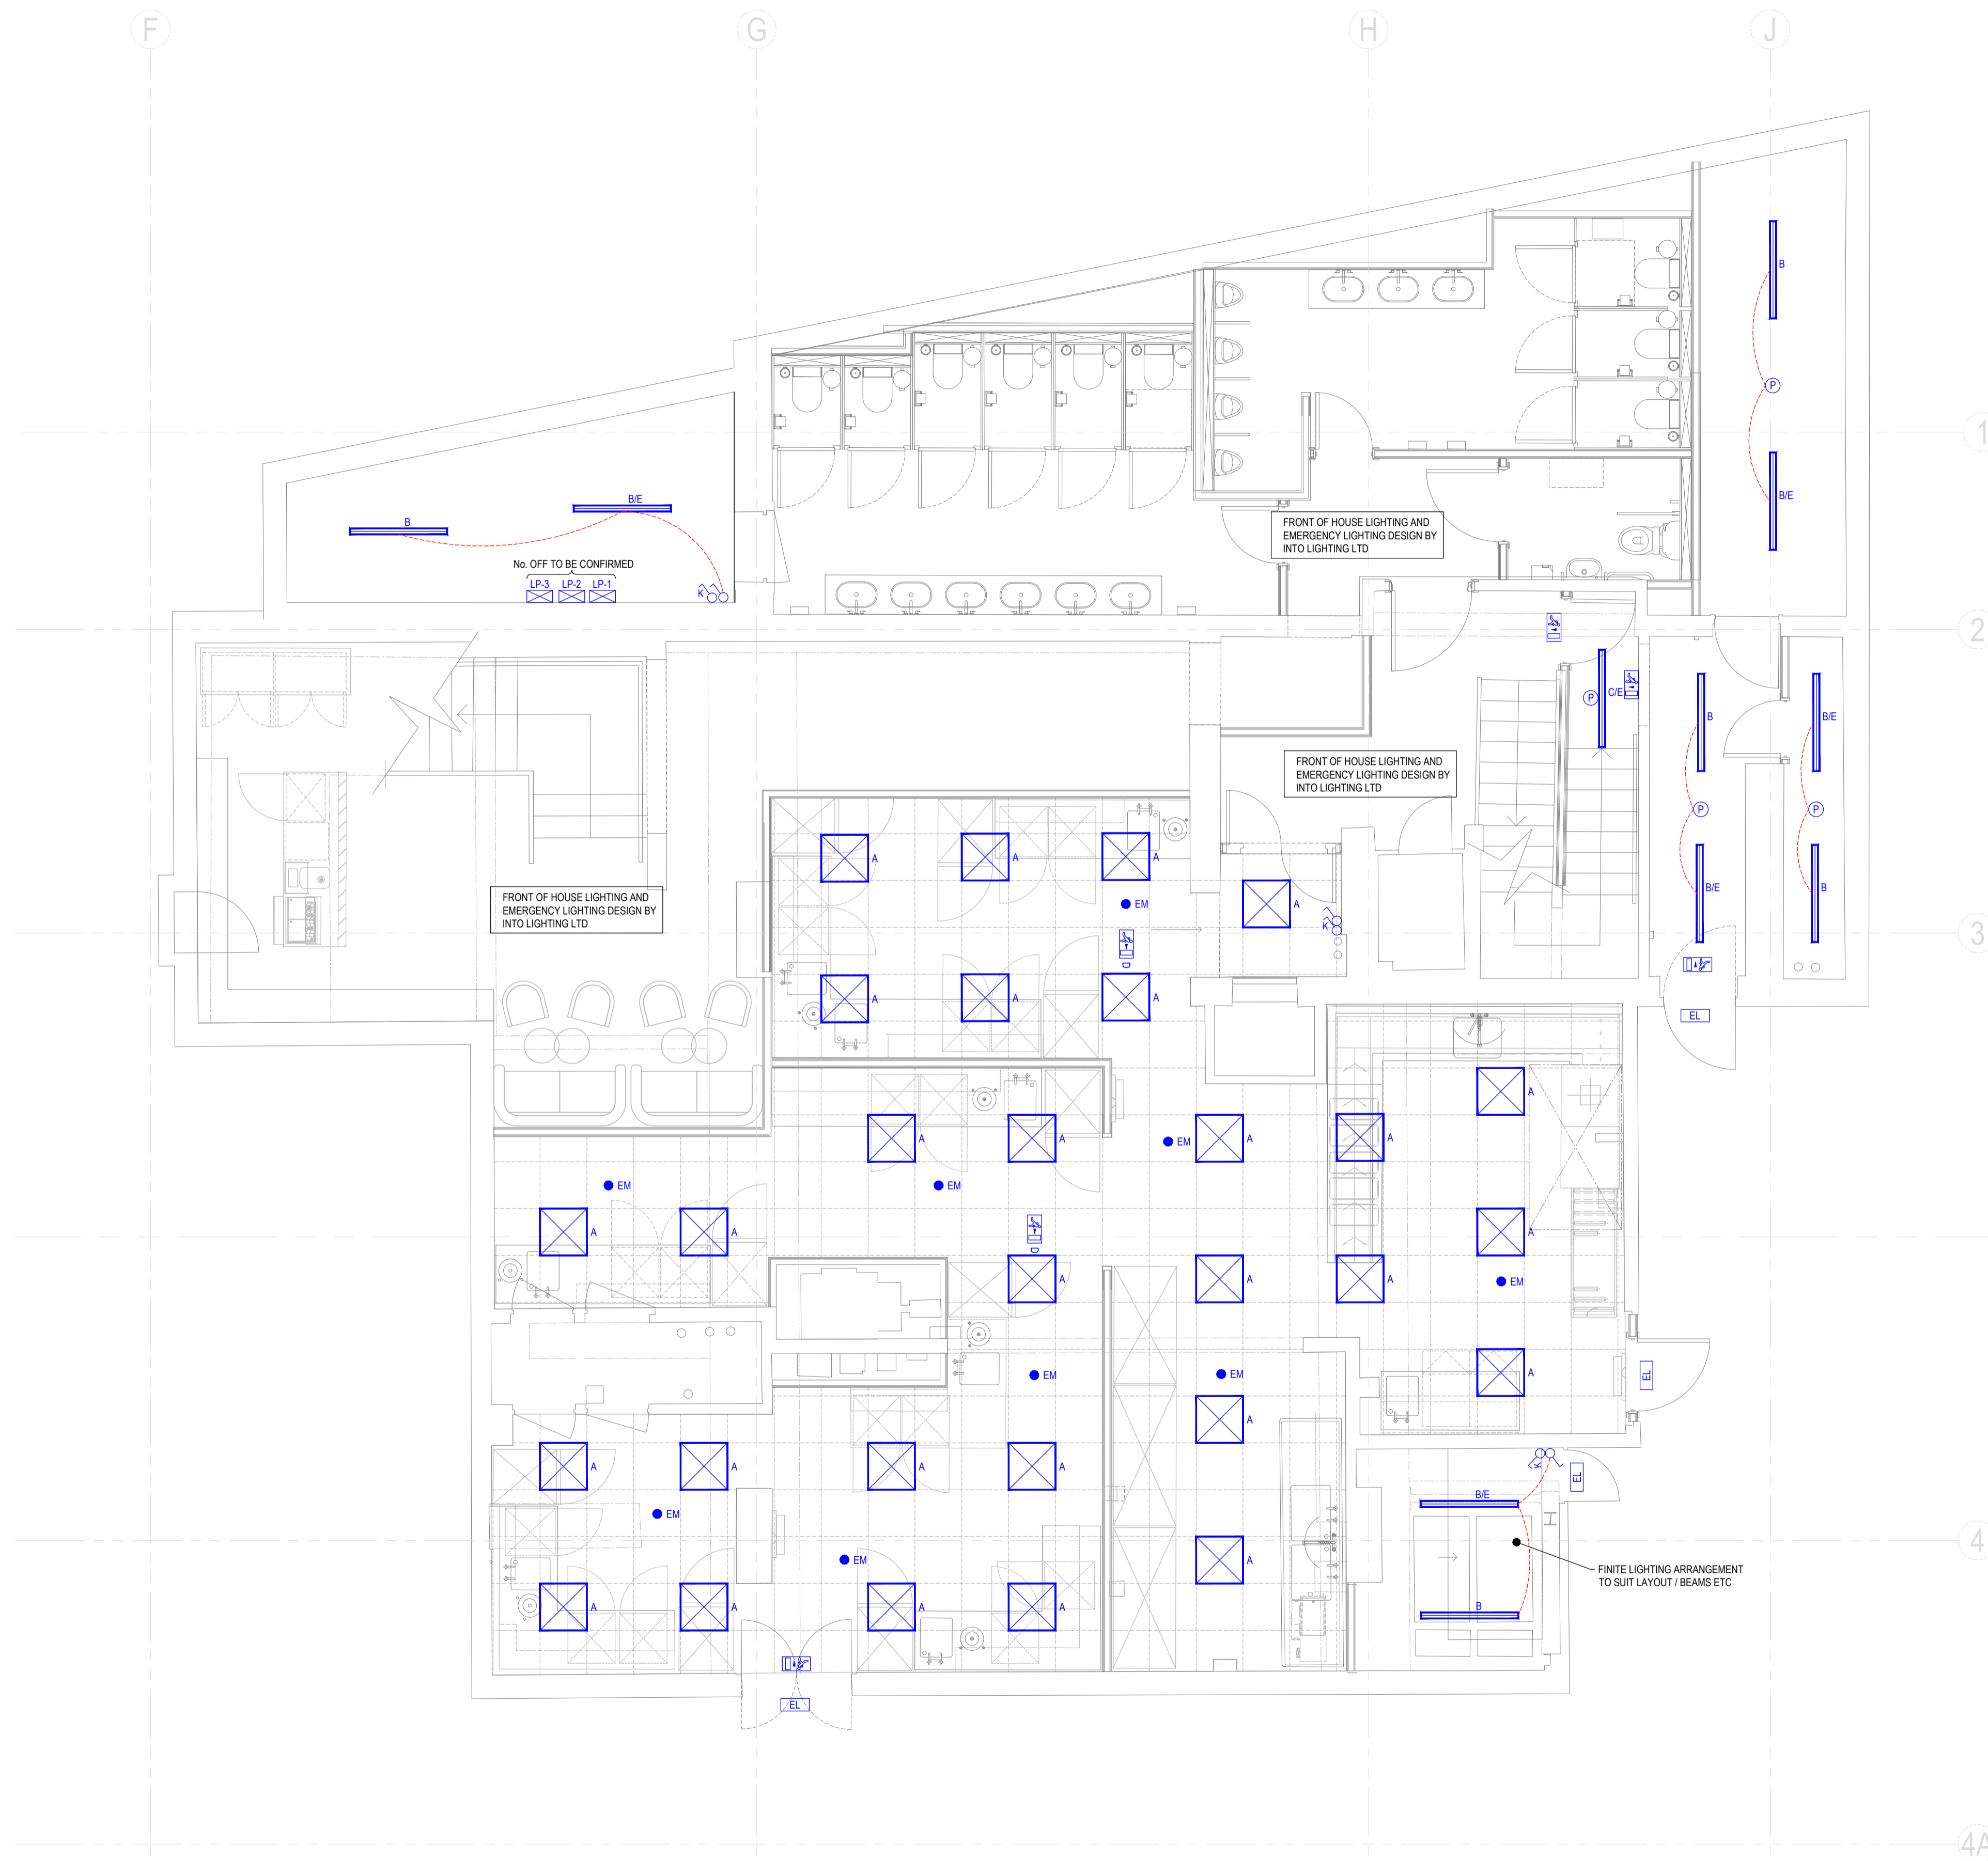 F
G
H
J
B
P
1
B/E
B/E
B
FRONT OF HOUSE LIGHTING AND
EMERGENCY LIGHTING DESIGN BY
INTO LIGHTING LTD
No. OFF TO BE CONFIRMED
LP-3
LP-2
LP-1
K
2
P
C/E
B
B/E
FRONT OF HOUSE LIGHTING AND
EMERGENCY LIGHTING DESIGN BY
INTO LIGHTING LTD
P
P
A
A
A
B/E
B
FRONT OF HOUSE LIGHTING AND
EMERGENCY LIGHTING DESIGN BY
INTO LIGHTING LTD
EM
A
K
3
D
A
A
A
EL
A
A
A
A
A
EM
EM
EM
A
A
A
D
A
A
A
EM
EM
EM
A
EL
A
A
A
A
A
K
EL
B/E
EM
4
EM
A
FINITE LIGHTING ARRANGEMENT
TO SUIT LAYOUT / BEAMS ETC
A
A
A
A
B
EL
4A